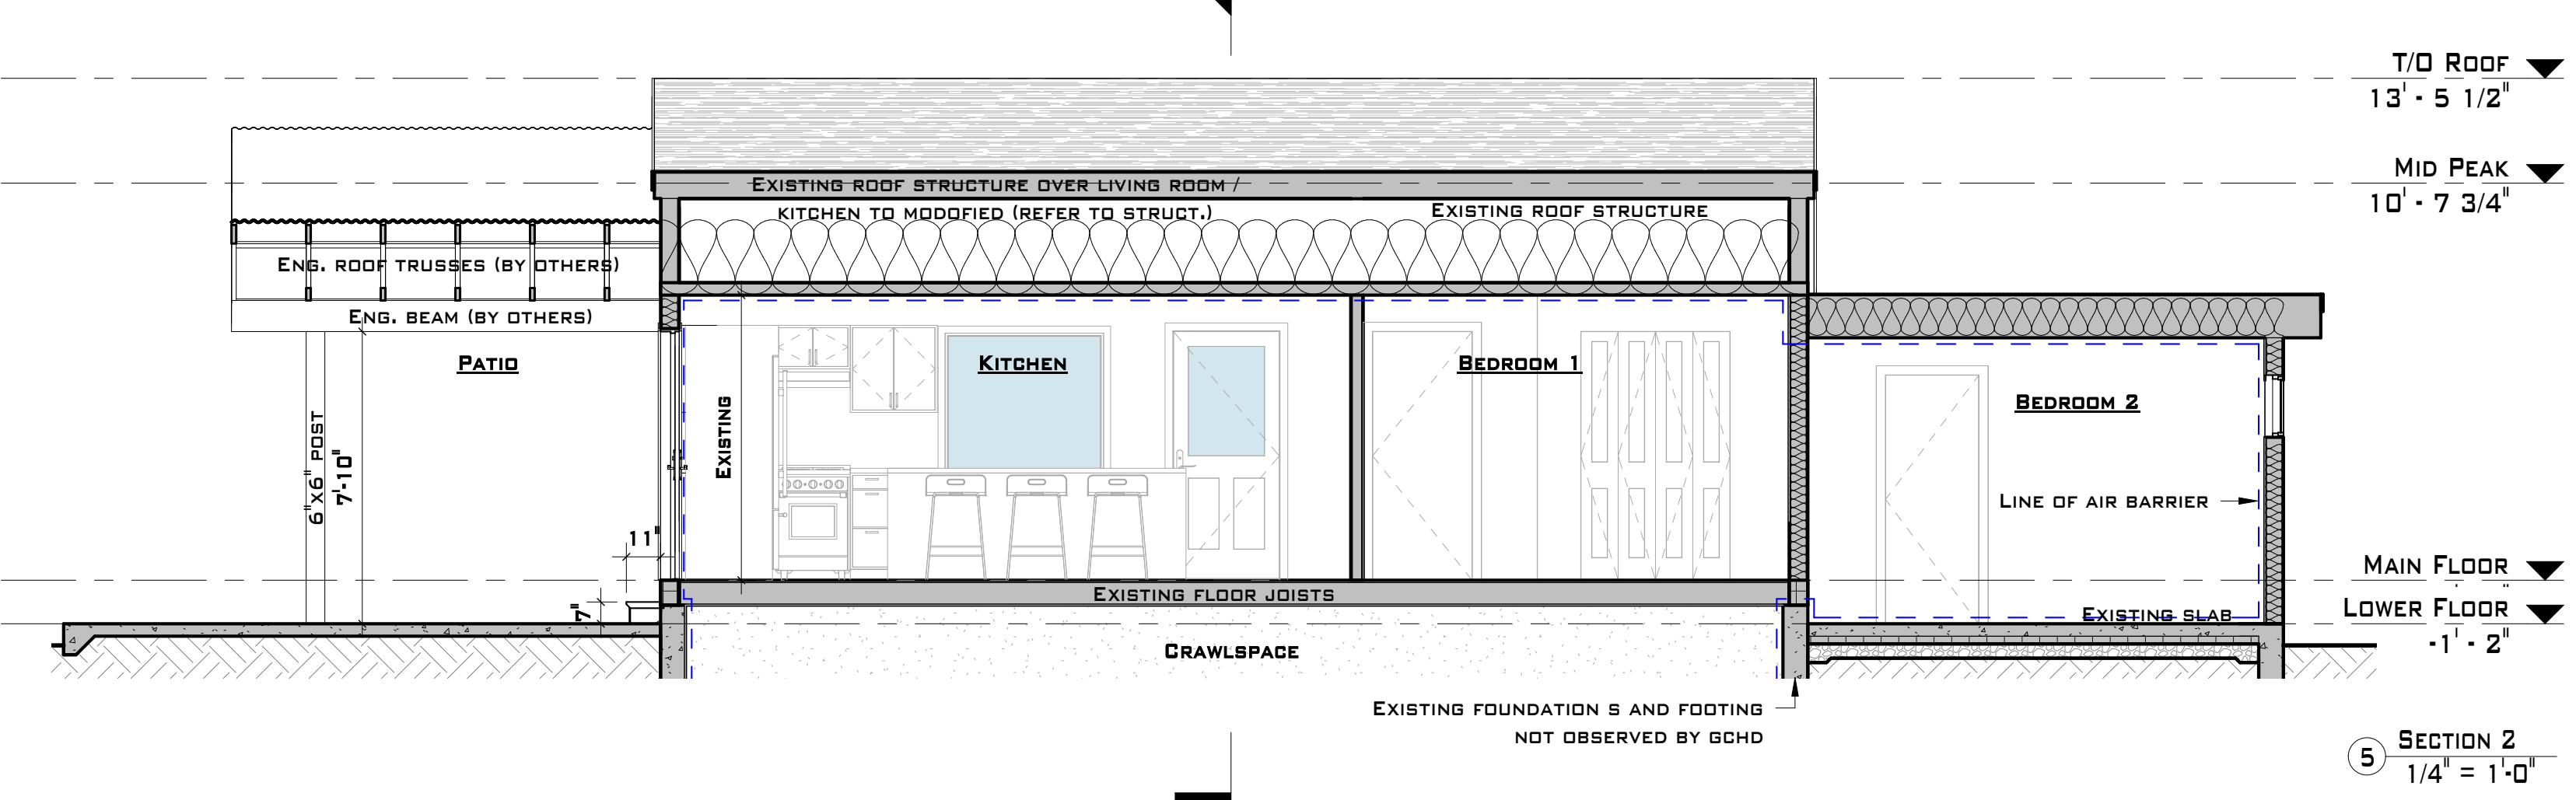 T/O Roof
13' - 5 1/2"
Mid Peak
10' - 7 3/4"
Existing roof structure over living room /
kitchen to modofied (refer to struct.)
Existing roof structure
Eng. roof trusses (by others)
Eng. beam (by others)
Patio
Kitchen
Bedroom 1
Bedroom 2
Existing
6"x6" post
7'-10"
Line of air barrier
11"
7"
Main Floor
Existing floor joists
Existing slab
Lower Floor
-1' - 2"
Crawlspace
Existing foundation s and footing
not observed by GCHD
5
Section 2
1/4" = 1'-0"